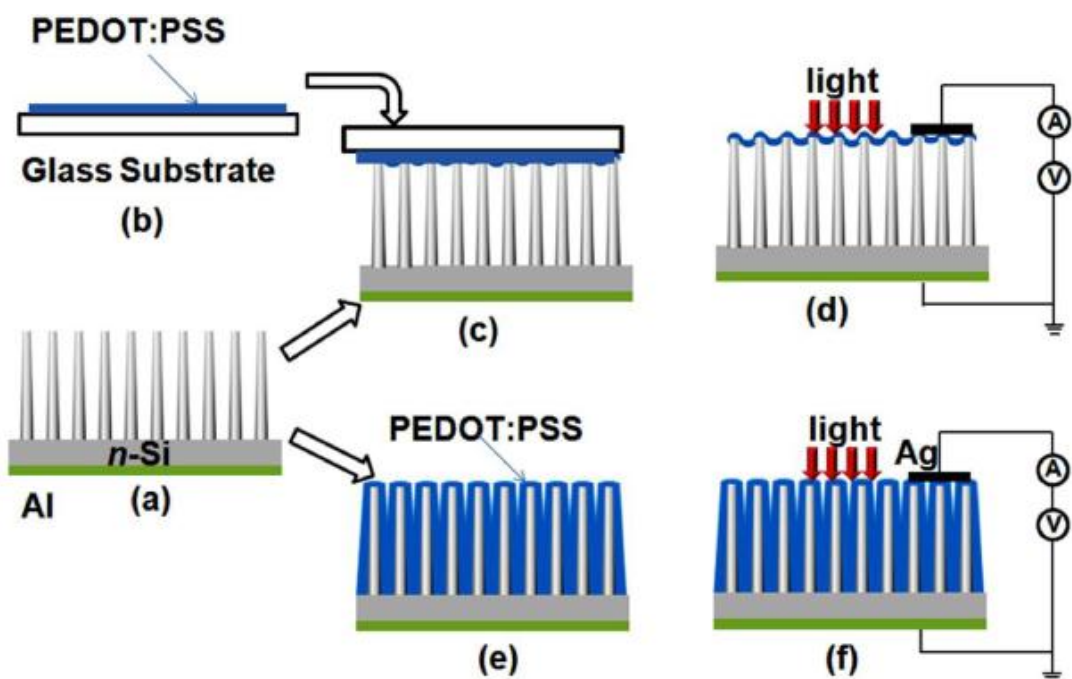 PEDOT:PSS
Glass Substrate
(b)
(c)
light
A
V
(d)
n-Si
Al
(a)
PEDOT:PSS
(e)
light
Ag
A
V
(f)